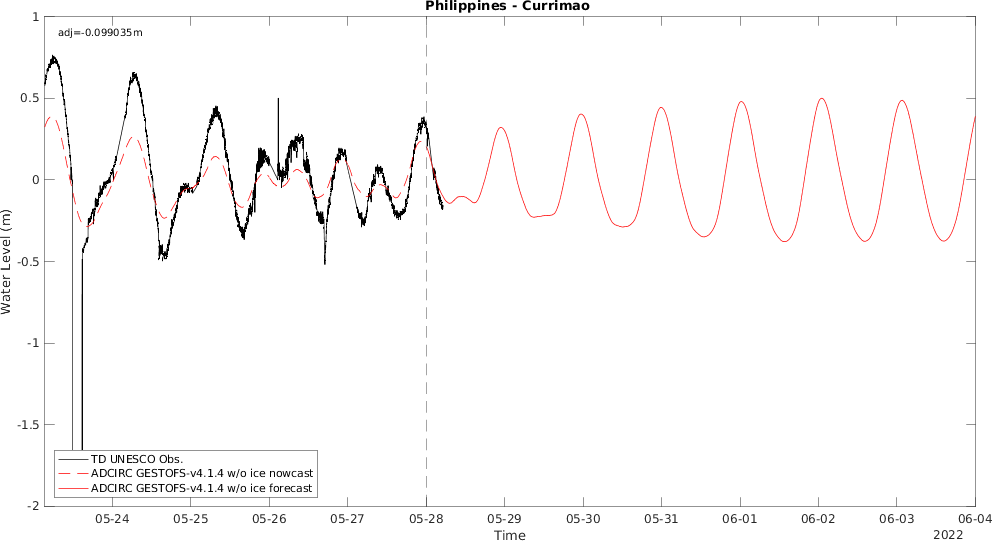 Philippines - Currimao
adj=-0.099035m
1
0.5
0
-0.5
-1
-1.5
-2
Water Level (m)
TD UNESCO Obs.
ADCIRC GESTOFS-v4.1.4 w/o ice nowcast
ADCIRC GESTOFS-v4.1.4 w/o ice forecast
05-24 05-25 05-26 05-27 05-28 05-29 05-30 05-31 06-01 06-02 06-03 06-04
Time
2022